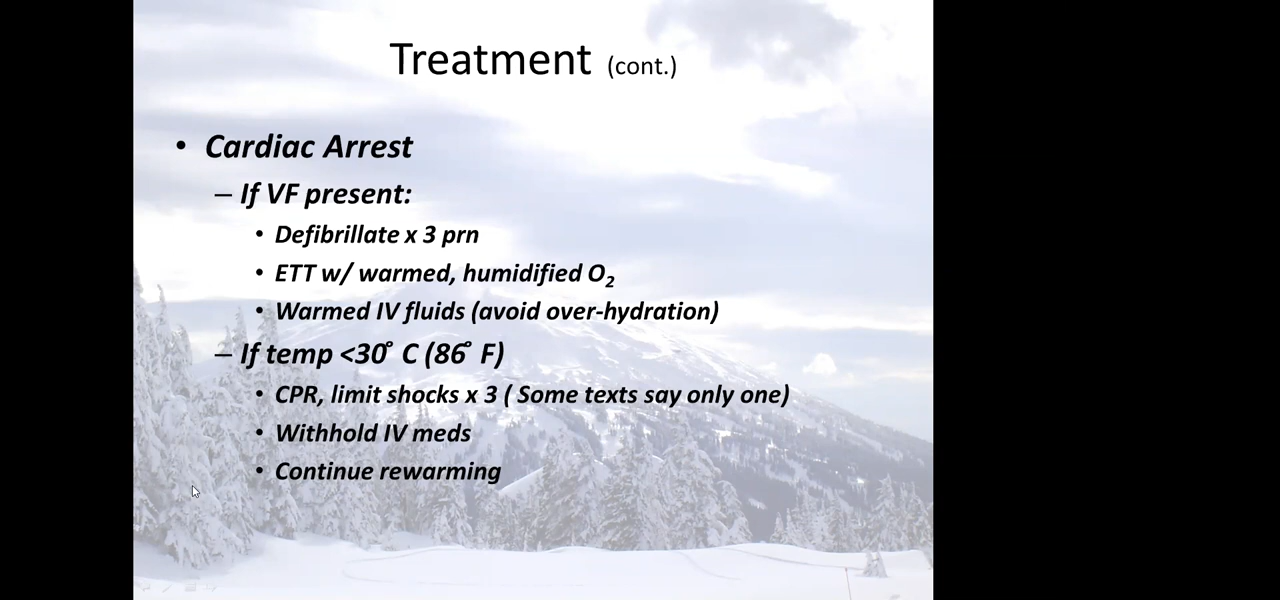 Treatment (cont.)
• Cardiac Arrest
– If VF present:
• Defibrillate x 3 prn
• ETT w/ warmed, humidified O₂
• Warmed IV fluids (avoid over-hydration)
– If temp <30° C (86° F)
• CPR, limit shocks x 3 ( Some texts say only one)
• Withhold IV meds
• Continue rewarming